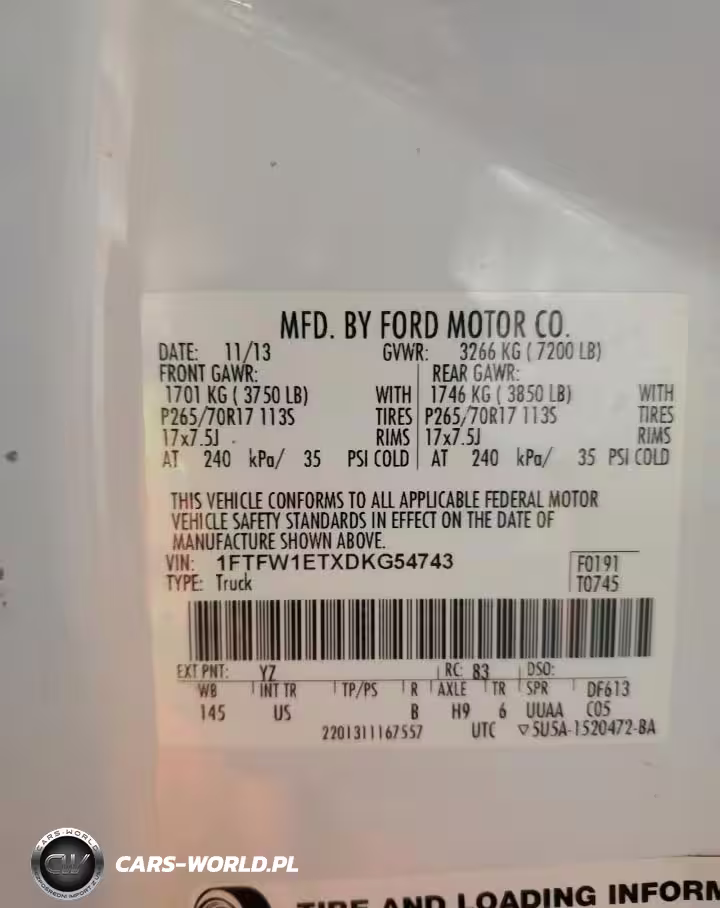 MFD. BY FORD MOTOR CO.
DATE: 11/13 GVWR: 3266 KG ( 7200 LB)
FRONT GAWR: REAR GAWR:
1701 KG ( 3750 LB) WITH 1746 KG ( 3850 LB) WITH
P265/70R17 113S TIRES P265/70R17 113S TIRES
17x7.5J RIMS 17x7.5J RIMS
AT 240 kPa/ 35 PSI COLD AT 240 kPa/ 35 PSI COLD
THIS VEHICLE CONFORMS TO ALL APPLICABLE FEDERAL MOTOR
VEHICLE SAFETY STANDARDS IN EFFECT ON THE DATE OF
MANUFACTURE SHOWN ABOVE.
VIN: 1FTFW1ETXDKG54743 F0191
TYPE: Truck T0745
EXT PNT: YZ RC: 83 DSO:
WB INT TR TP/PS R AXLE TR SPR DF613
145 US B H9 6 UUAA C05
2201311167557 UTC ▽5U5A-1520472-BA
CARS-WORLD
CW
CARS-WORLD.PL
TIRE AND LOADING INFORM